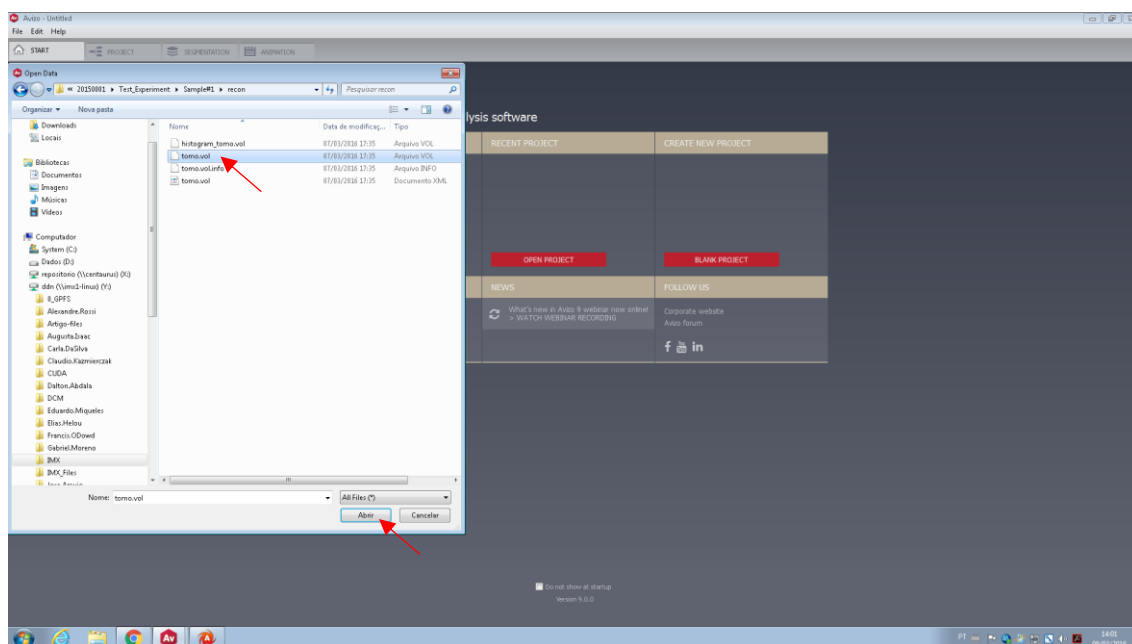 Avizo - Untitled
File Edit Help
START PROJECT SEGMENTATION ANIMATION
Open Data
« 20150801 ▸ Test_Experiment ▸ Sample#1 ▸ recon
Pesquisar recon
Organizar Nova pasta
Downloads
Locais
Bibliotecas
Documentos
Imagens
Músicas
Vídeos
Computador
System (C:)
Dados (D:)
repositorio (\\centaurus) (X:)
ddn (\\imx1-linux) (Y:)
8_GPFS
Alexandre.Rossi
Artigo-files
Augusta.Isaac
Carla.DaSilva
Claudio.Kazmierczak
CUDA
Dalton.Abdala
DCM
Eduardo.Miqueles
Elias.Helou
Francis.ODowd
Gabriel.Moreno
IMX
IMX_Files
Nome Data de modificaç... Tipo
histogram_tomo.vol 07/03/2016 17:35 Arquivo VOL
tomo.vol 07/03/2016 17:35 Arquivo VOL
tomo.vol.info 07/03/2016 17:35 Arquivo INFO
tomo.vol 07/03/2016 17:35 Documento XML
Nome: tomo.vol All Files (*)
Abrir Cancelar
lysis software
RECENT PROJECT CREATE NEW PROJECT
OPEN PROJECT BLANK PROJECT
NEWS FOLLOW US
What's new in Avizo 9 webinar now online!
> WATCH WEBINAR RECORDING
Corporate website
Avizo forum
f You Tube in
Do not show at startup
Version 9.0.0
Av
PT
14:01